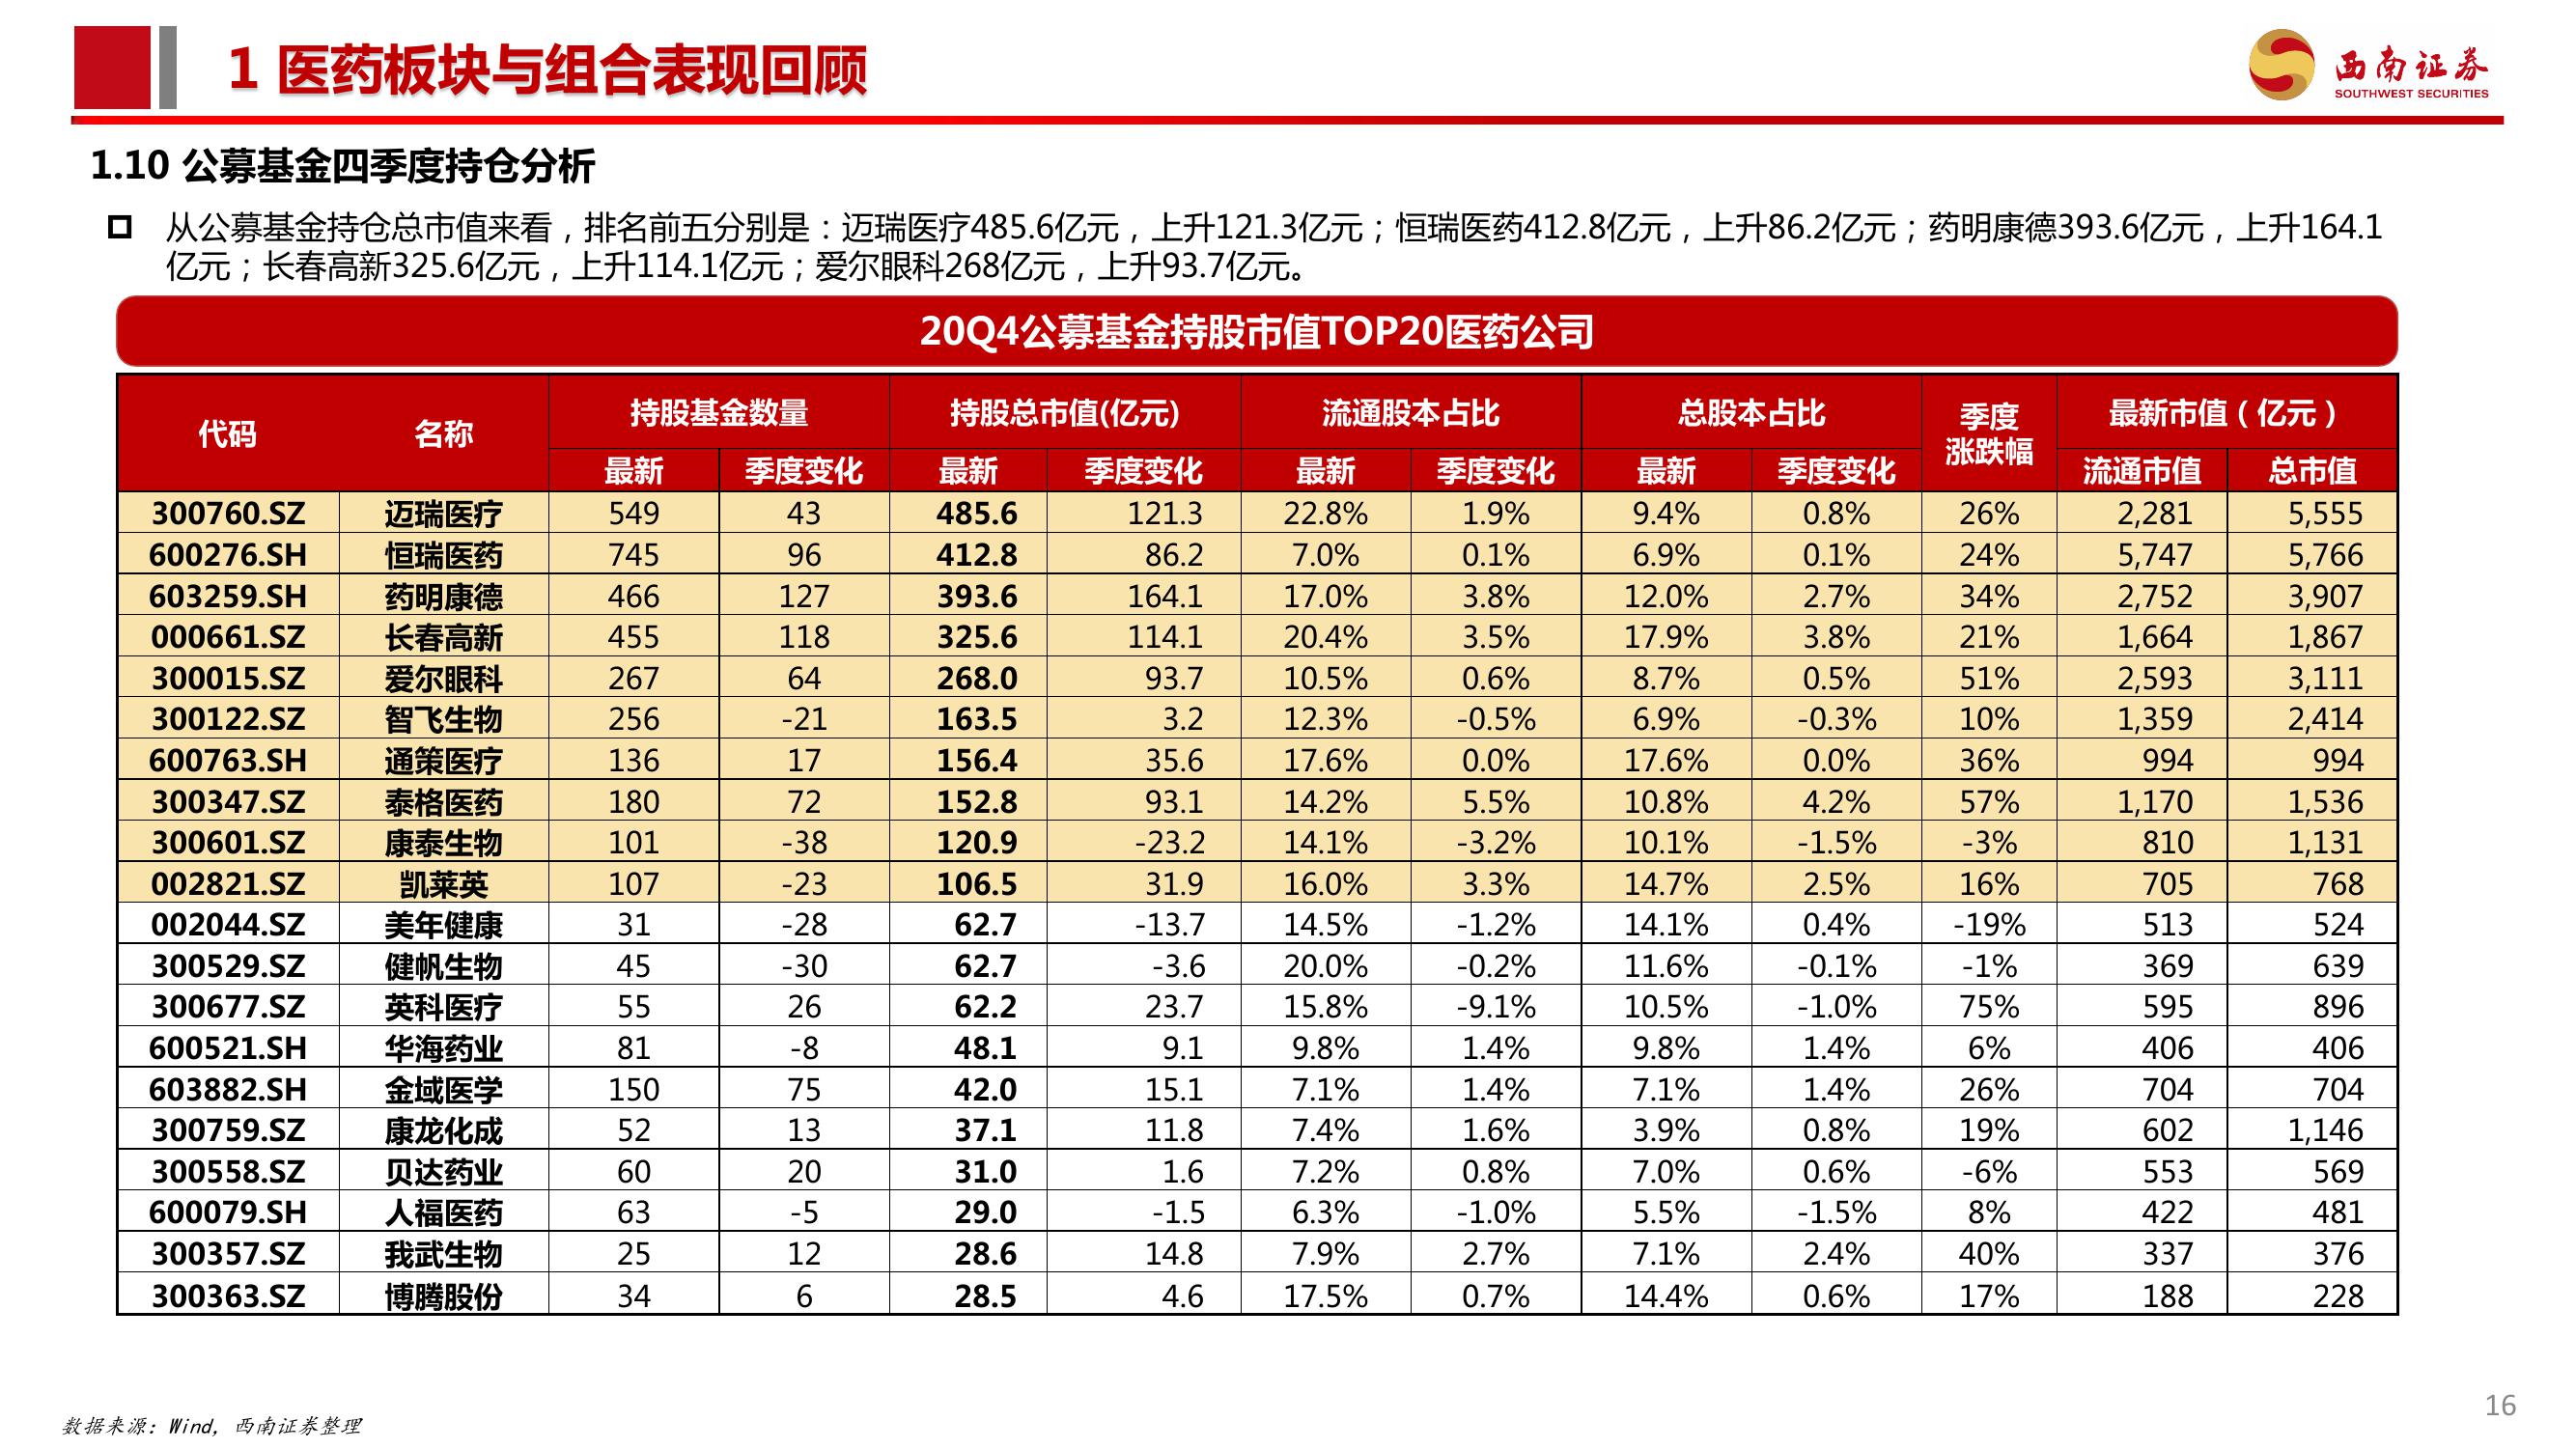 1 医药板块与组合表现回顾
西南证券
SOUTHWEST SECURITIES
1.10 公募基金四季度持仓分析
从公募基金持仓总市值来看，排名前五分别是：迈瑞医疗485.6亿元，上升121.3亿元；恒瑞医药412.8亿元，上升86.2亿元；药明康德393.6亿元，上升164.1
亿元；长春高新325.6亿元，上升114.1亿元；爱尔眼科268亿元，上升93.7亿元。
20Q4公募基金持股市值TOP20医药公司
代码 名称 持股基金数量 持股总市值(亿元) 流通股本占比 总股本占比 季度涨跌幅 最新市值（亿元）
最新 季度变化 最新 季度变化 最新 季度变化 最新 季度变化 流通市值 总市值
300760.SZ 迈瑞医疗 549 43 485.6 121.3 22.8% 1.9% 9.4% 0.8% 26% 2,281 5,555
600276.SH 恒瑞医药 745 96 412.8 86.2 7.0% 0.1% 6.9% 0.1% 24% 5,747 5,766
603259.SH 药明康德 466 127 393.6 164.1 17.0% 3.8% 12.0% 2.7% 34% 2,752 3,907
000661.SZ 长春高新 455 118 325.6 114.1 20.4% 3.5% 17.9% 3.8% 21% 1,664 1,867
300015.SZ 爱尔眼科 267 64 268.0 93.7 10.5% 0.6% 8.7% 0.5% 51% 2,593 3,111
300122.SZ 智飞生物 256 -21 163.5 3.2 12.3% -0.5% 6.9% -0.3% 10% 1,359 2,414
600763.SH 通策医疗 136 17 156.4 35.6 17.6% 0.0% 17.6% 0.0% 36% 994 994
300347.SZ 泰格医药 180 72 152.8 93.1 14.2% 5.5% 10.8% 4.2% 57% 1,170 1,536
300601.SZ 康泰生物 101 -38 120.9 -23.2 14.1% -3.2% 10.1% -1.5% -3% 810 1,131
002821.SZ 凯莱英 107 -23 106.5 31.9 16.0% 3.3% 14.7% 2.5% 16% 705 768
002044.SZ 美年健康 31 -28 62.7 -13.7 14.5% -1.2% 14.1% 0.4% -19% 513 524
300529.SZ 健帆生物 45 -30 62.7 -3.6 20.0% -0.2% 11.6% -0.1% -1% 369 639
300677.SZ 英科医疗 55 26 62.2 23.7 15.8% -9.1% 10.5% -1.0% 75% 595 896
600521.SH 华海药业 81 -8 48.1 9.1 9.8% 1.4% 9.8% 1.4% 6% 406 406
603882.SH 金域医学 150 75 42.0 15.1 7.1% 1.4% 7.1% 1.4% 26% 704 704
300759.SZ 康龙化成 52 13 37.1 11.8 7.4% 1.6% 3.9% 0.8% 19% 602 1,146
300558.SZ 贝达药业 60 20 31.0 1.6 7.2% 0.8% 7.0% 0.6% -6% 553 569
600079.SH 人福医药 63 -5 29.0 -1.5 6.3% -1.0% 5.5% -1.5% 8% 422 481
300357.SZ 我武生物 25 12 28.6 14.8 7.9% 2.7% 7.1% 2.4% 40% 337 376
300363.SZ 博腾股份 34 6 28.5 4.6 17.5% 0.7% 14.4% 0.6% 17% 188 228
数据来源：Wind，西南证券整理
16